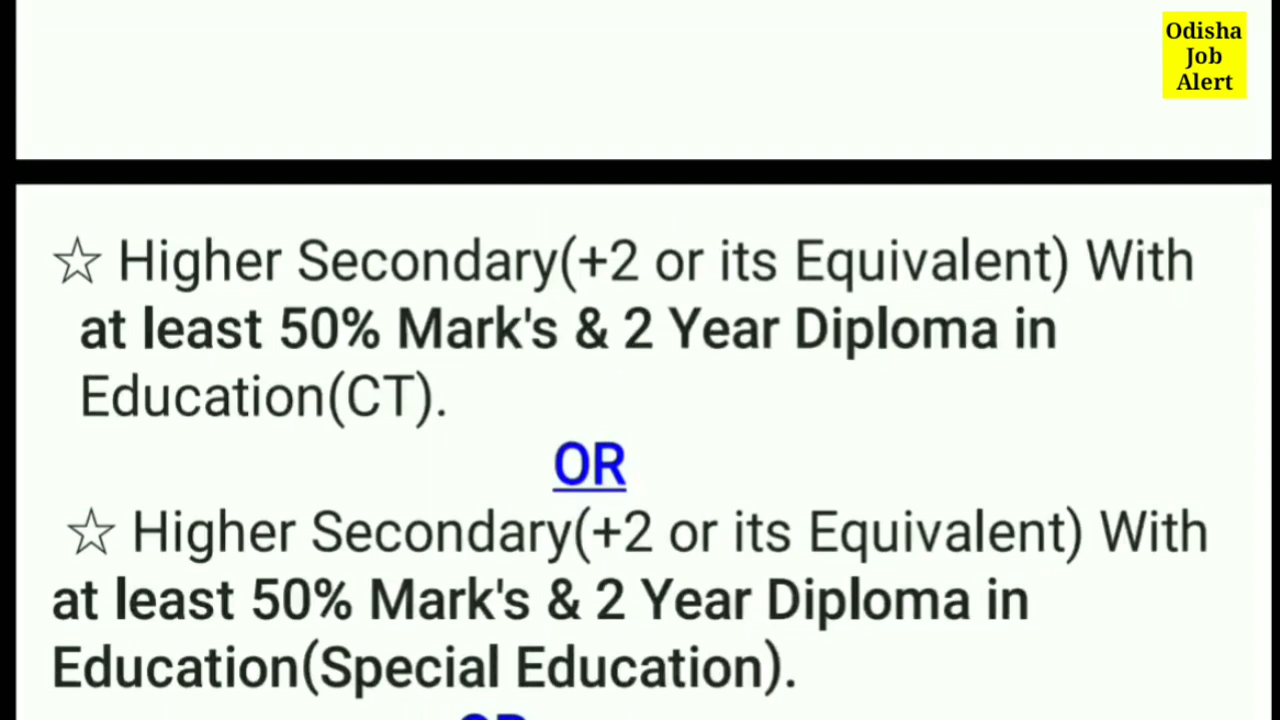 Odisha
Job
Alert
☆ Higher Secondary(+2 or its Equivalent) With
at least 50% Mark's & 2 Year Diploma in
Education(CT).
OR
☆ Higher Secondary(+2 or its Equivalent) With
at least 50% Mark's & 2 Year Diploma in
Education(Special Education).
OR